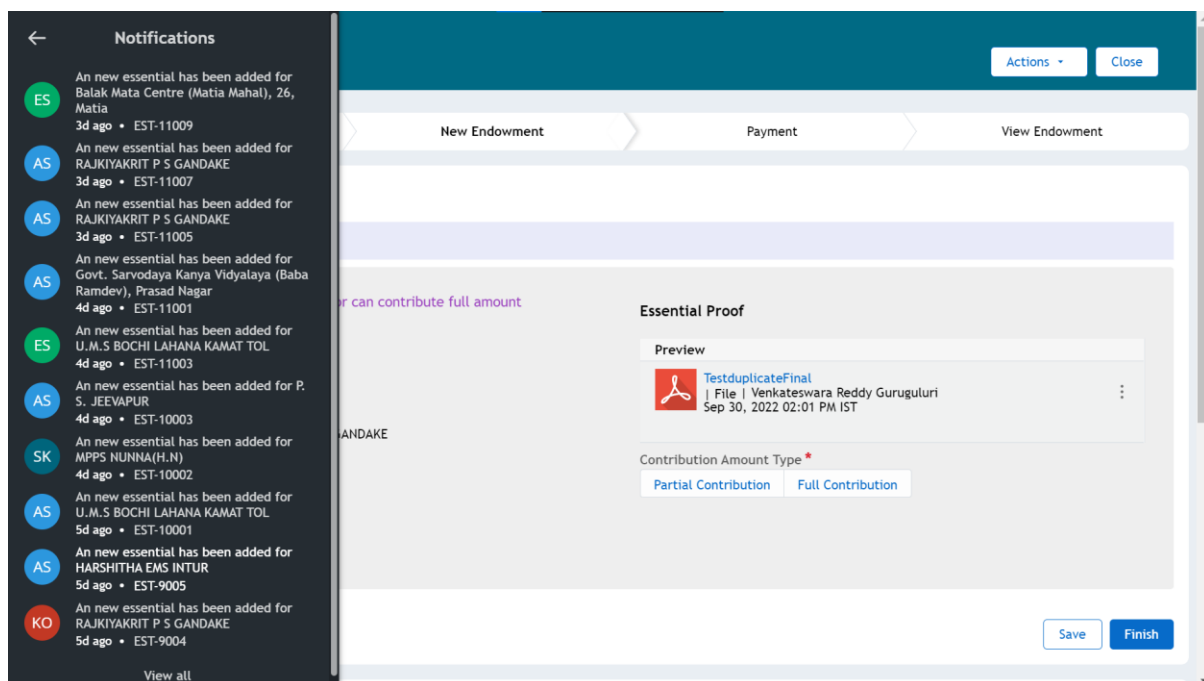 Notifications
ES
An new essential has been added for
Balak Mata Centre (Matia Mahal), 26,
Matia
3d ago • EST-11009
AS
An new essential has been added for
RAJKIYAKRIT P S GANDAKE
3d ago • EST-11007
AS
An new essential has been added for
RAJKIYAKRIT P S GANDAKE
3d ago • EST-11005
AS
An new essential has been added for
Govt. Sarvodaya Kanya Vidyalaya (Baba
Ramdev), Prasad Nagar
4d ago • EST-11001
ES
An new essential has been added for
U.M.S BOCHI LAHANA KAMAT TOL
4d ago • EST-11003
AS
An new essential has been added for P.
S. JEEVAPUR
4d ago • EST-10003
SK
An new essential has been added for
MPPS NUNNA(H.N)
4d ago • EST-10002
AS
An new essential has been added for
U.M.S BOCHI LAHANA KAMAT TOL
5d ago • EST-10001
AS
An new essential has been added for
HARSHITHA EMS INTUR
5d ago • EST-9005
KO
An new essential has been added for
RAJKIYAKRIT P S GANDAKE
5d ago • EST-9004
View all
Actions
Close
New Endowment
Payment
View Endowment
or can contribute full amount
GANDAKE
Essential Proof
Preview
TestduplicateFinal
| File | Venkateswara Reddy Guruguluri
Sep 30, 2022 02:01 PM IST
Contribution Amount Type *
Partial Contribution
Full Contribution
Save
Finish